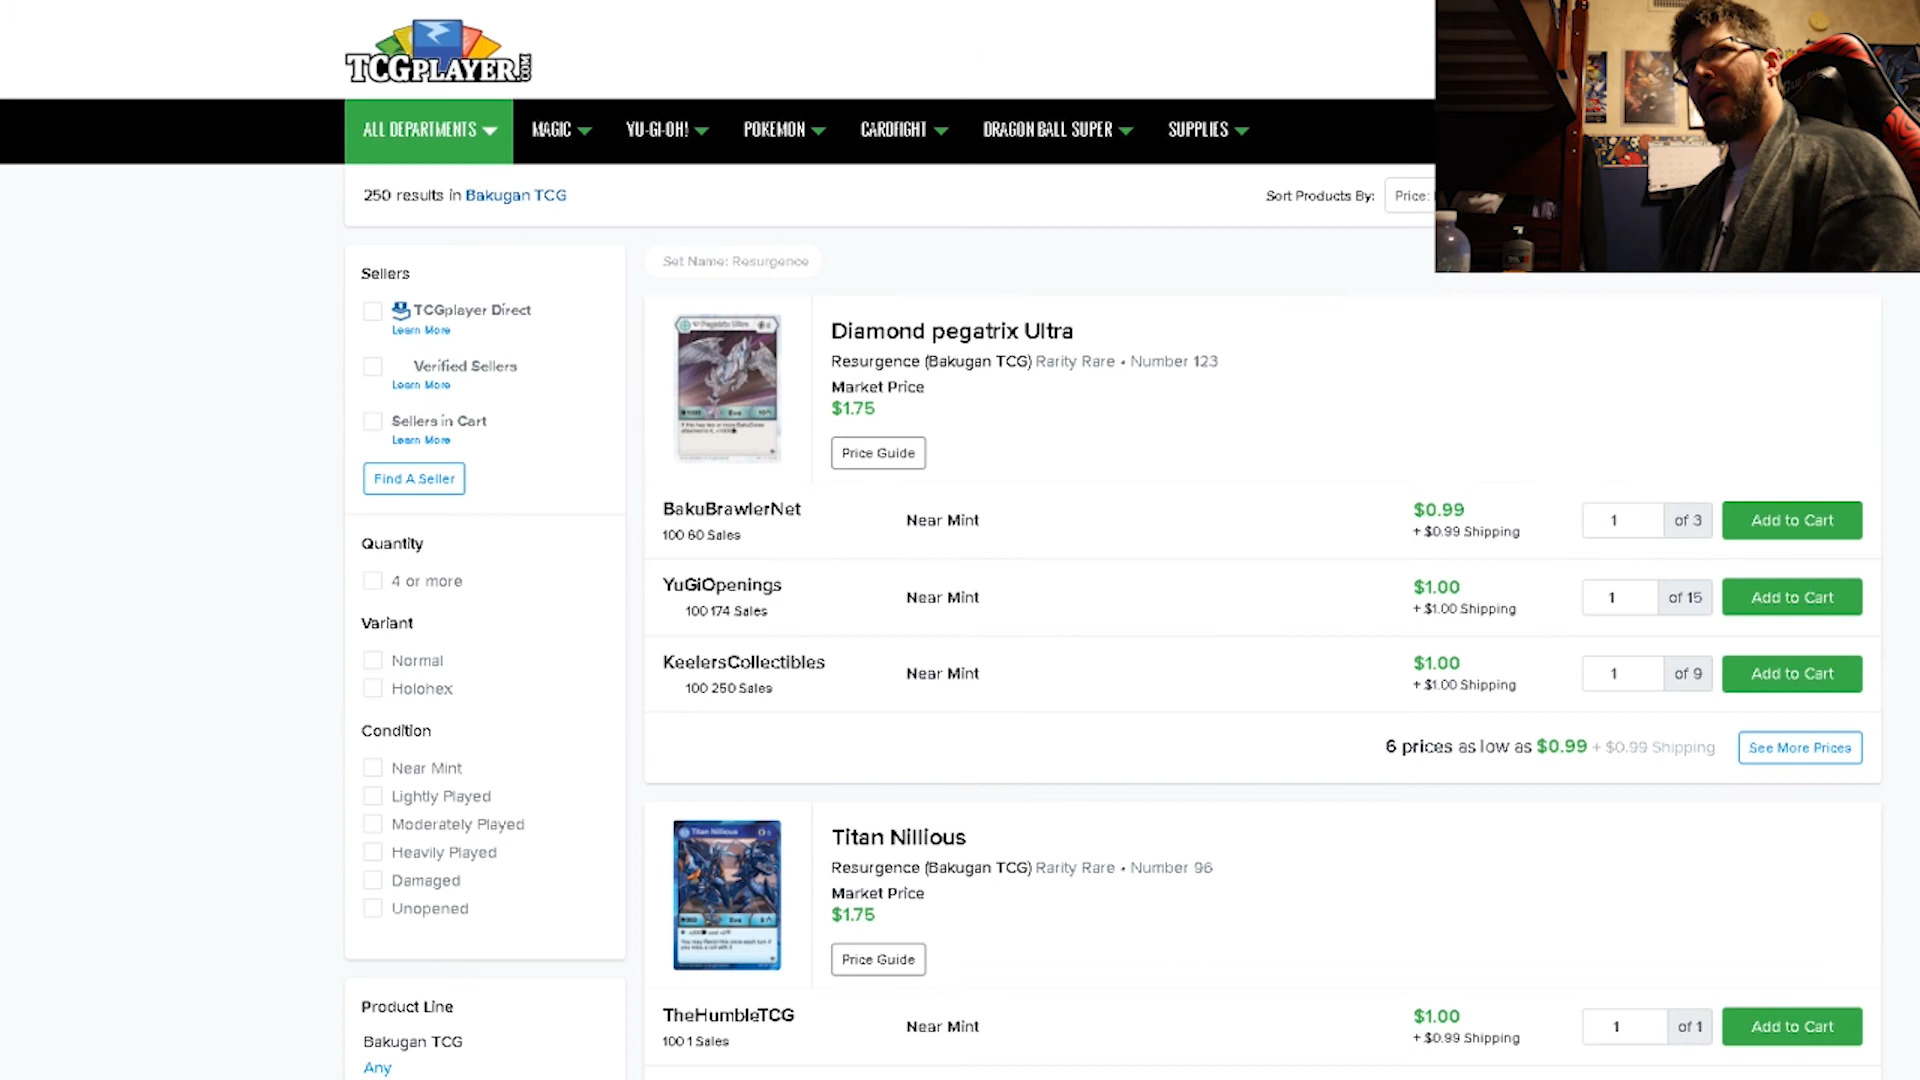 TCGPLAYER.COM
ALL DEPARTMENTS MAGIC YU-GI-OH! POKEMON CARDFIGHT DRAGON BALL SUPER SUPPLIES
250 results in Bakugan TCG
Sort Products By: Price:
Sellers
TCGplayer Direct
Learn More
Verified Sellers
Learn More
Sellers in Cart
Learn More
Find A Seller
Quantity
4 or more
Variant
Normal
Holohex
Condition
Near Mint
Lightly Played
Moderately Played
Heavily Played
Damaged
Unopened
Product Line
Bakugan TCG
Any
Set Name: Resurgence
Pegatrix Ultra
Diamond pegatrix Ultra
Resurgence (Bakugan TCG) Rarity Rare • Number 123
Market Price
$1.75
Price Guide
BakuBrawlerNet
100 60 Sales
Near Mint
$0.99
+ $0.99 Shipping
1 of 3
Add to Cart
YuGiOpenings
100 174 Sales
Near Mint
$1.00
+ $1.00 Shipping
1 of 15
Add to Cart
KeelersCollectibles
100 250 Sales
Near Mint
$1.00
+ $1.00 Shipping
1 of 9
Add to Cart
6 prices as low as $0.99 + $0.99 Shipping
See More Prices
Titan Nillious
Titan Nillious
Resurgence (Bakugan TCG) Rarity Rare • Number 96
Market Price
$1.75
Price Guide
TheHumbleTCG
100 1 Sales
Near Mint
$1.00
+ $0.99 Shipping
1 of 1
Add to Cart